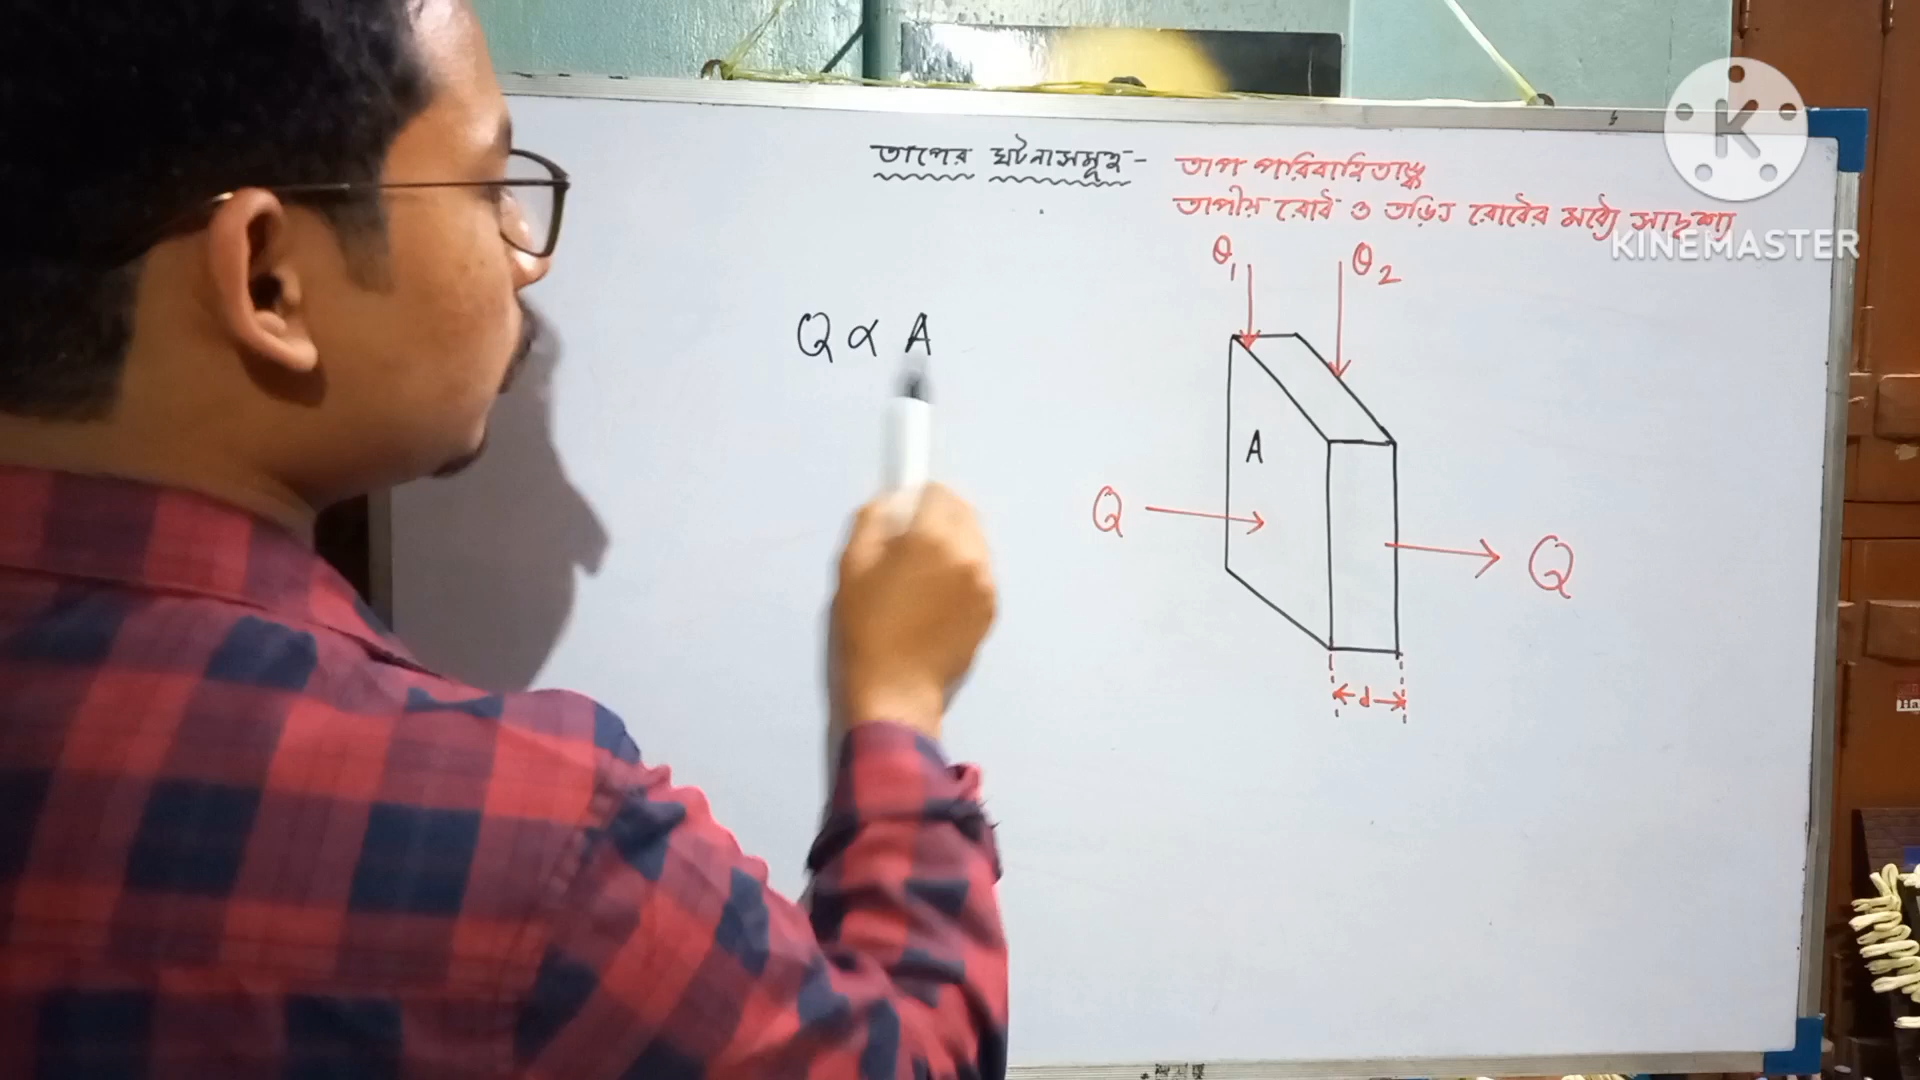 তাপের ঘটনাসমূহ - তাপ পরিবাহিতাঙ্ক
তাপীয় রোধ ও তড়িৎ রোধের মধ্যে সাদৃশ্য
K
KINEMASTER
θ₁ θ₂
Q ∝ A
A
Q
Q
d